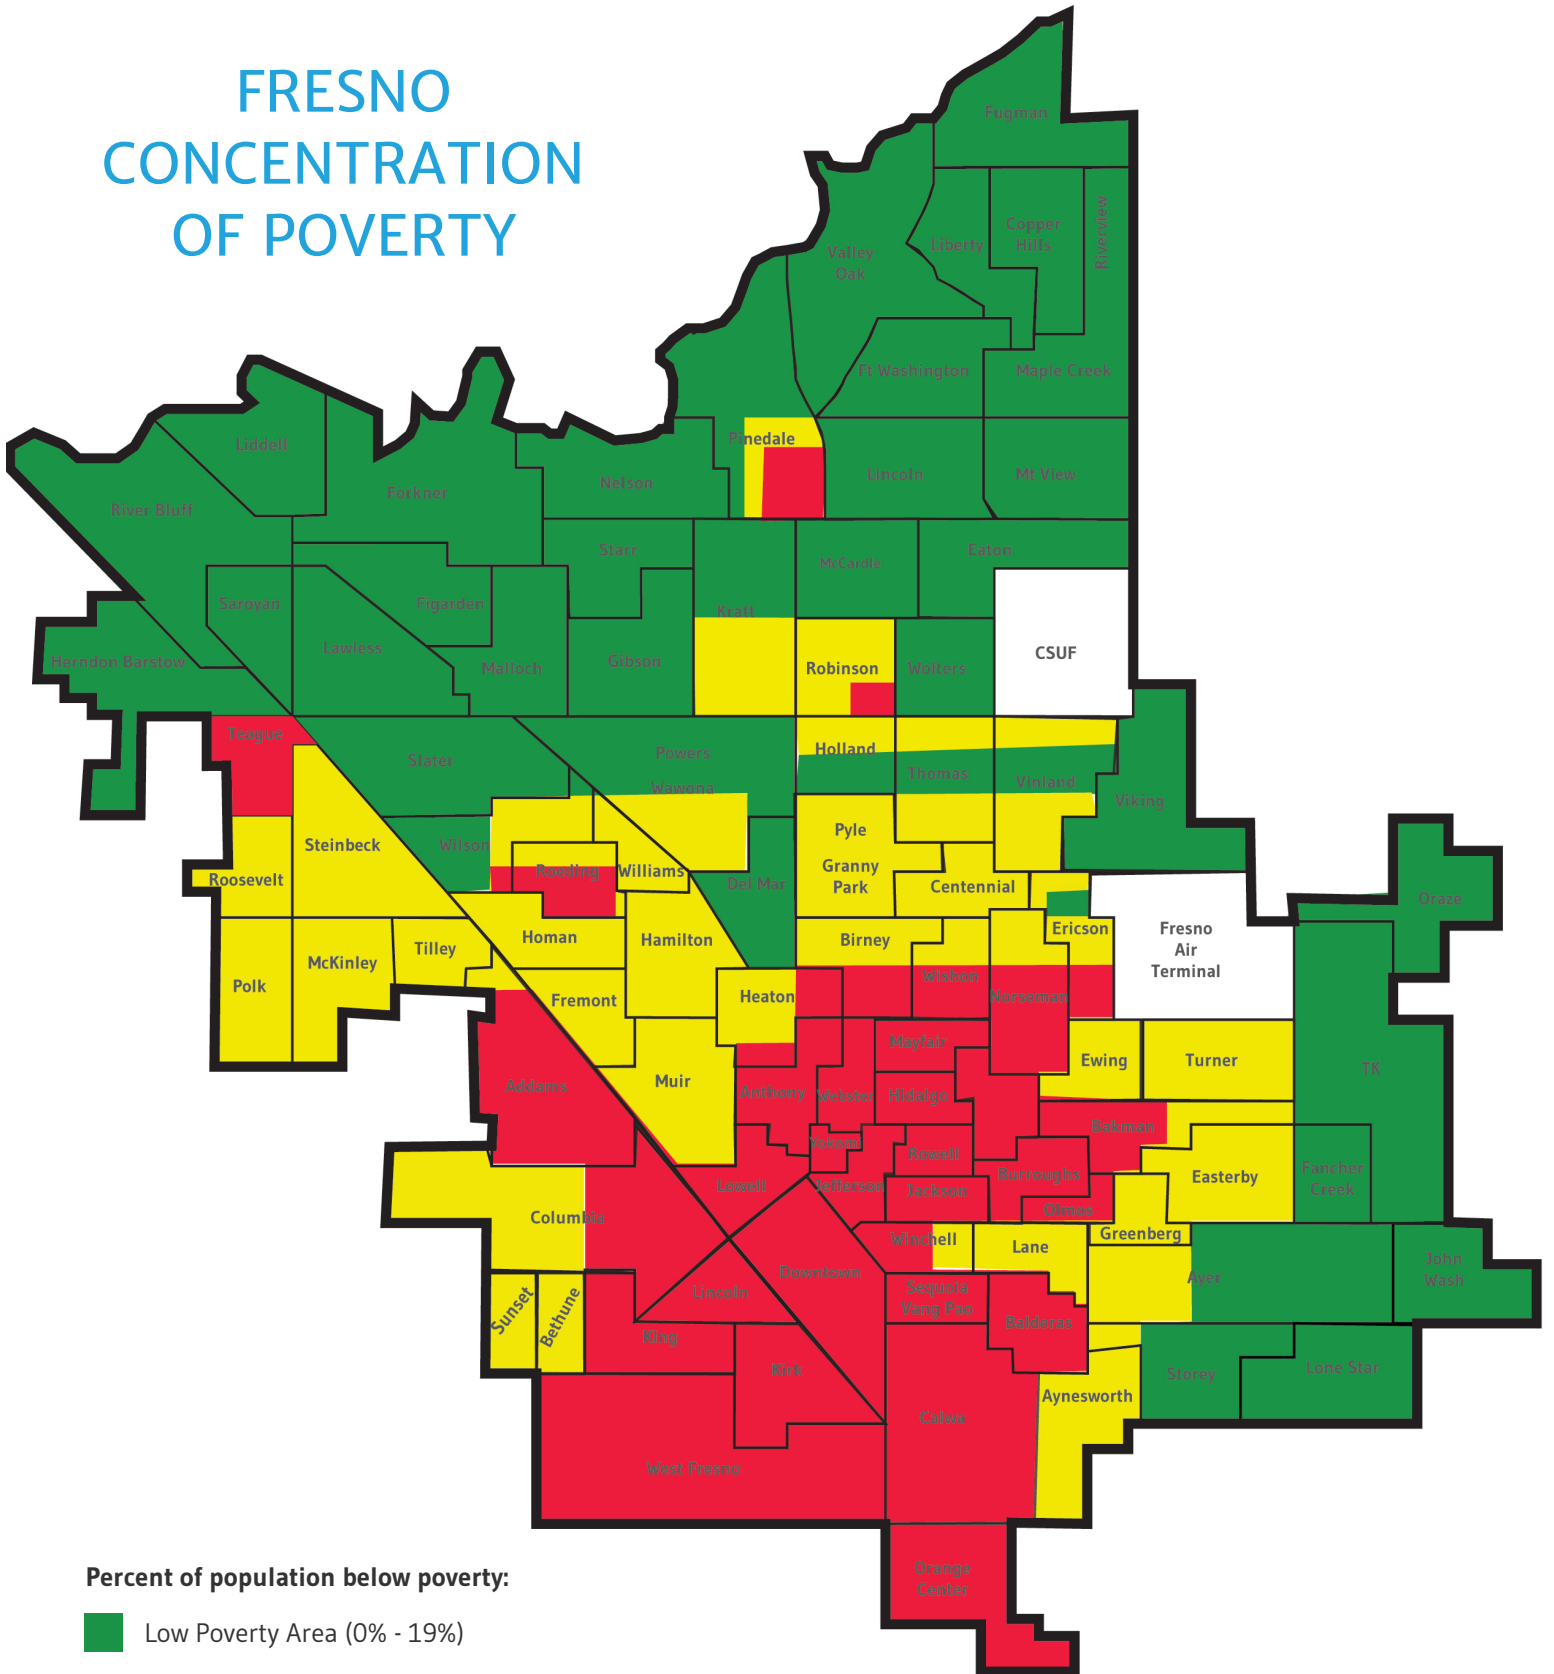 FRESNO
CONCENTRATION
OF POVERTY
Fugman
Riverview
Copper
Hills
Liberty
Valley
Oak
Ft Washington
Maple Creek
Pinedale
Liddell
Lincoln
Mt View
Nelson
Forkner
River Bluff
Starr
Eaton
McCardle
Saroyan
Figarden
Kratt
Lawless
CSUF
Herndon Barstow
Gibson
Malloch
Robinson
Wolters
Teague
Holland
Powers
Slater
Thomas
Vinland
Wawona
Viking
Pyle
Steinbeck
Wilson
Granny
Park
Roeding
Williams
Roosevelt
Del Mar
Centennial
Oraze
Ericson
Fresno
Air
Terminal
Homan
Hamilton
Birney
Tilley
McKinley
Polk
Wishon
Fremont
Heaton
Norseman
Mayfair
Ewing
Turner
TK
Muir
Addams
Anthony
Webster
Hidalgo
Bakman
Yokomi
Rowell
Burroughs
Easterby
Fancher
Creek
Lowell
Jefferson
Jackson
Olmos
Columbia
Winchell
Lane
Greenberg
Downtown
Ayer
John
Wash
Lincoln
Sequoia
Vang Pao
Sunset
Bethune
Balderas
King
Kirk
Storey
Lone Star
Aynesworth
Calwa
West Fresno
Orange
Center
Percent of population below poverty:
Low Poverty Area (0% - 19%)